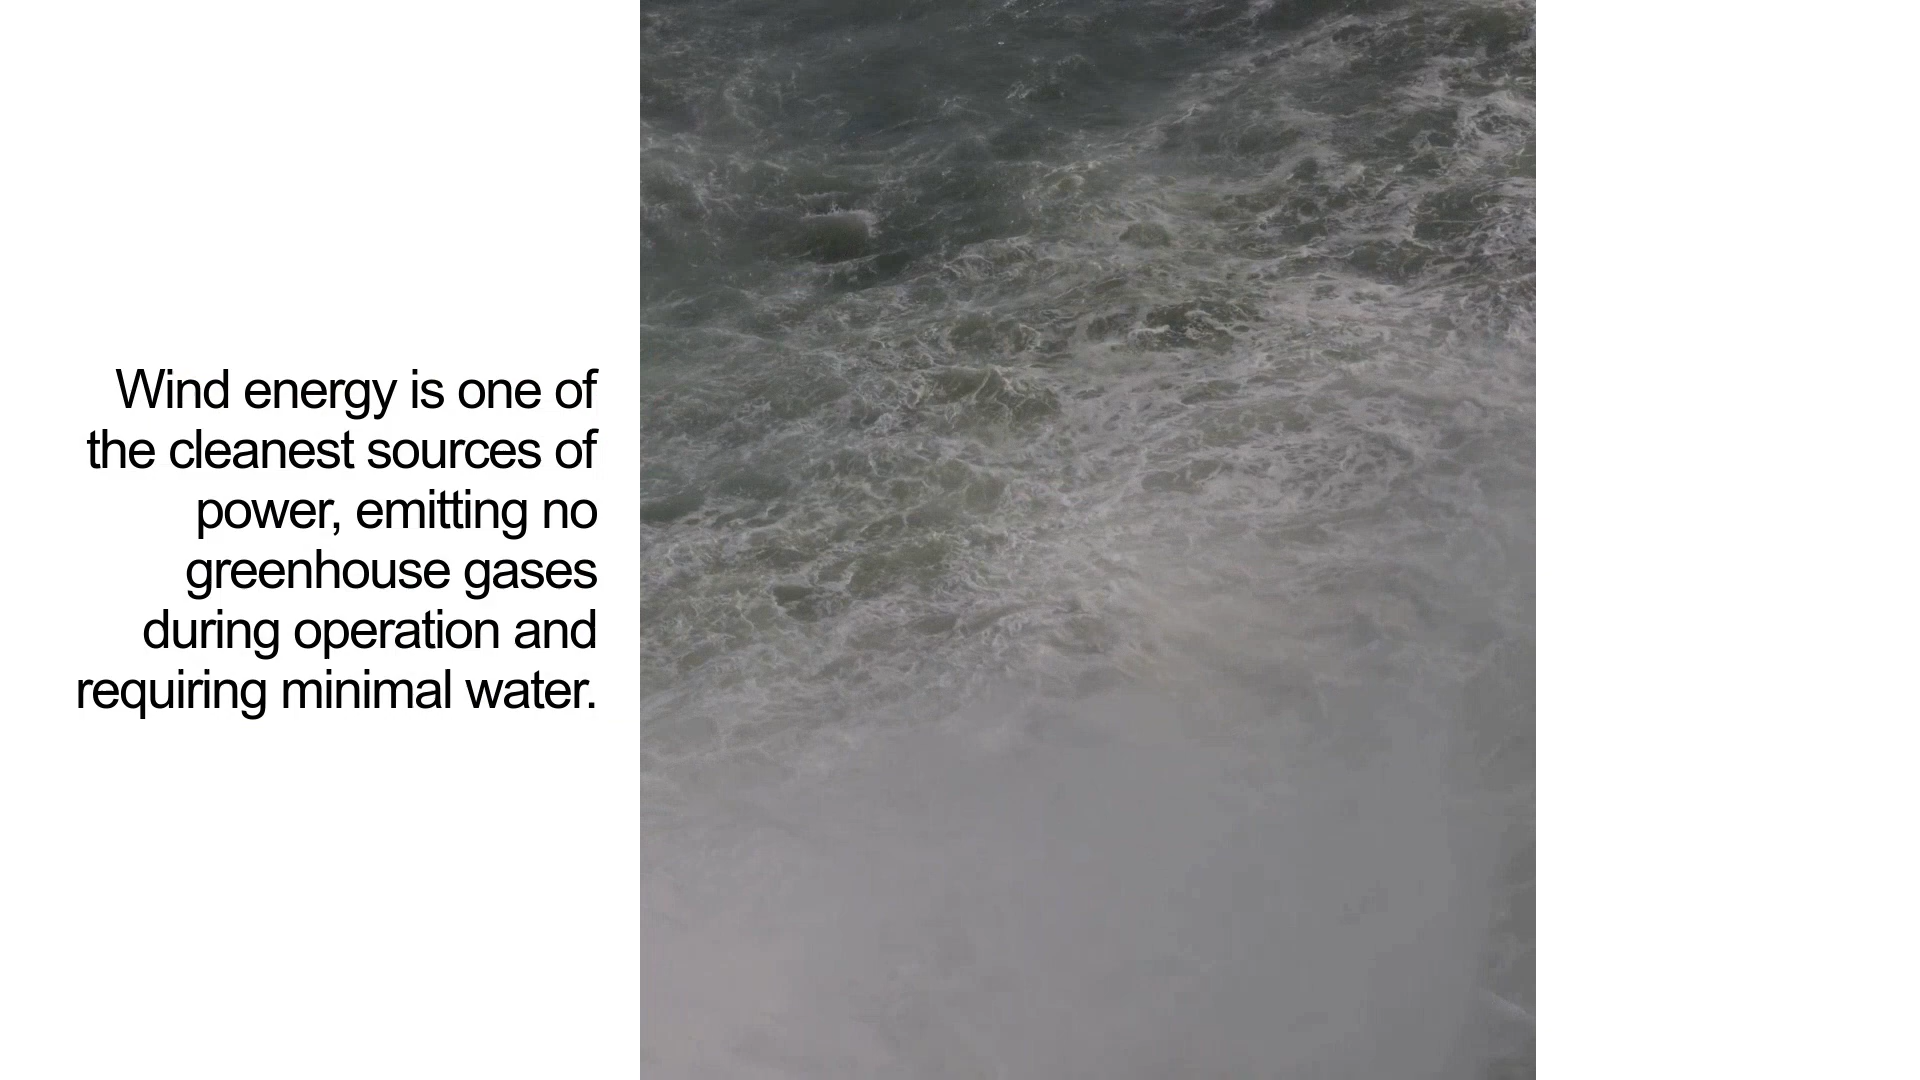 Wind energy is one of
the cleanest sources of
power, emitting no
greenhouse gases
during operation and
requiring minimal water.